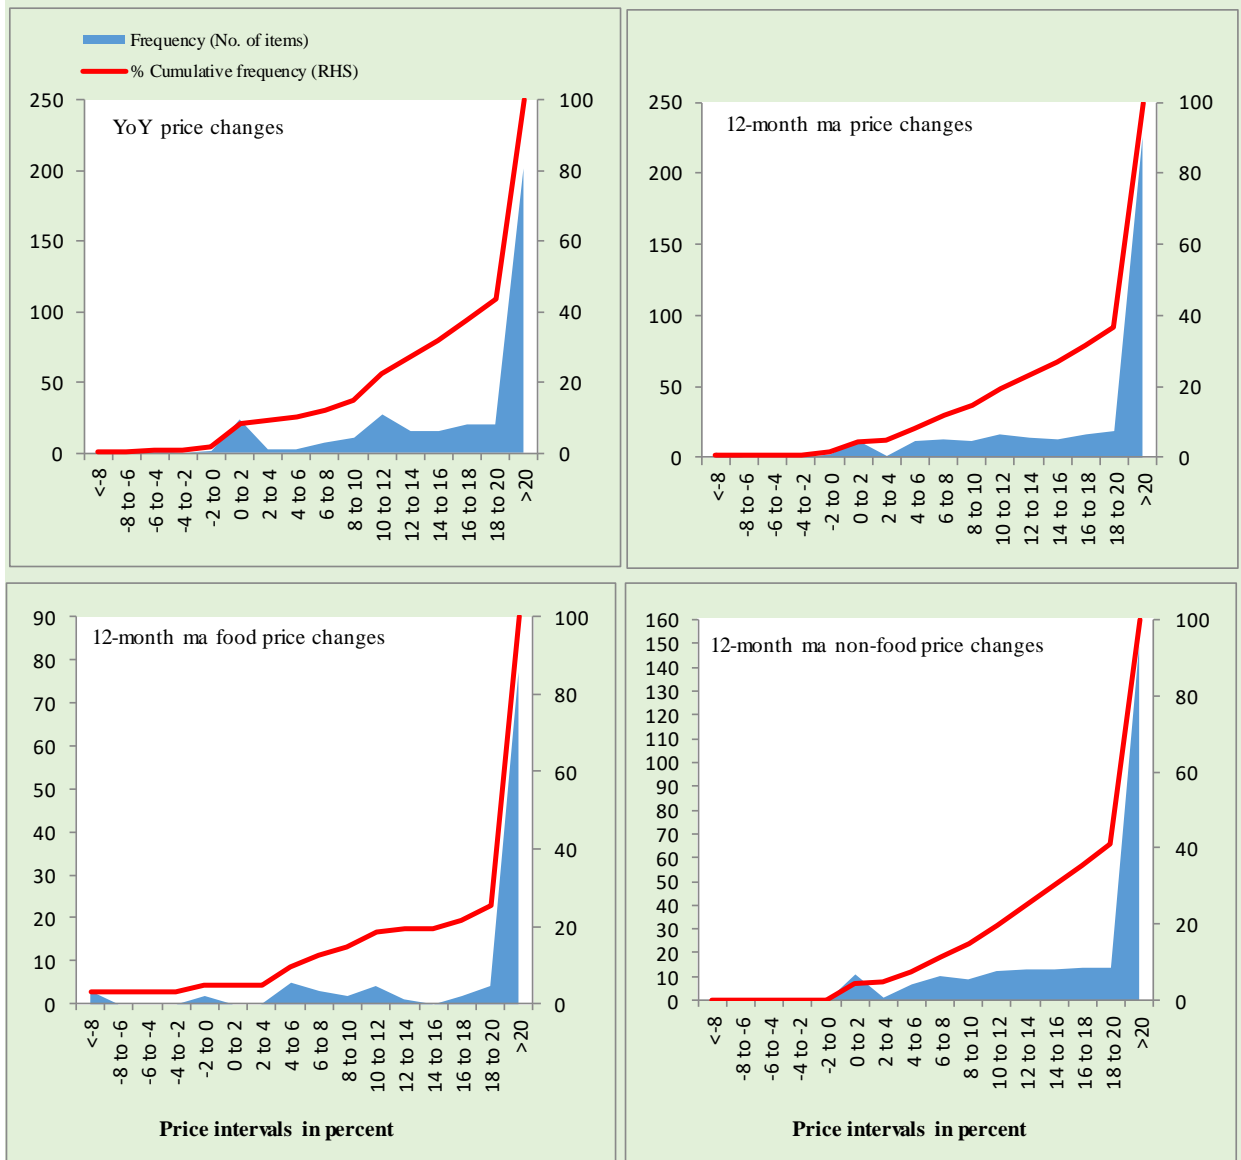 Frequency (No. of items)
% Cumulative frequency (RHS)
YoY price changes
250
200
150
100
50
0
100
80
60
40
20
0
<-8
-8 to -6
-6 to -4
-4 to -2
-2 to 0
0 to 2
2 to 4
4 to 6
6 to 8
8 to 10
10 to 12
12 to 14
14 to 16
16 to 18
18 to 20
>20
12-month ma price changes
250
200
150
100
50
0
100
80
60
40
20
0
<-8
-8 to -6
-6 to -4
-4 to -2
-2 to 0
0 to 2
2 to 4
4 to 6
6 to 8
8 to 10
10 to 12
12 to 14
14 to 16
16 to 18
18 to 20
>20
12-month ma food price changes
90
80
70
60
50
40
30
20
10
0
100
80
60
40
20
0
<-8
-8 to -6
-6 to -4
-4 to -2
-2 to 0
0 to 2
2 to 4
4 to 6
6 to 8
8 to 10
10 to 12
12 to 14
14 to 16
16 to 18
18 to 20
>20
Price intervals in percent
12-month ma non-food price changes
160
150
140
130
120
110
100
90
80
70
60
50
40
30
20
10
0
100
80
60
40
20
0
<-8
-8 to -6
-6 to -4
-4 to -2
-2 to 0
0 to 2
2 to 4
4 to 6
6 to 8
8 to 10
10 to 12
12 to 14
14 to 16
16 to 18
18 to 20
>20
Price intervals in percent